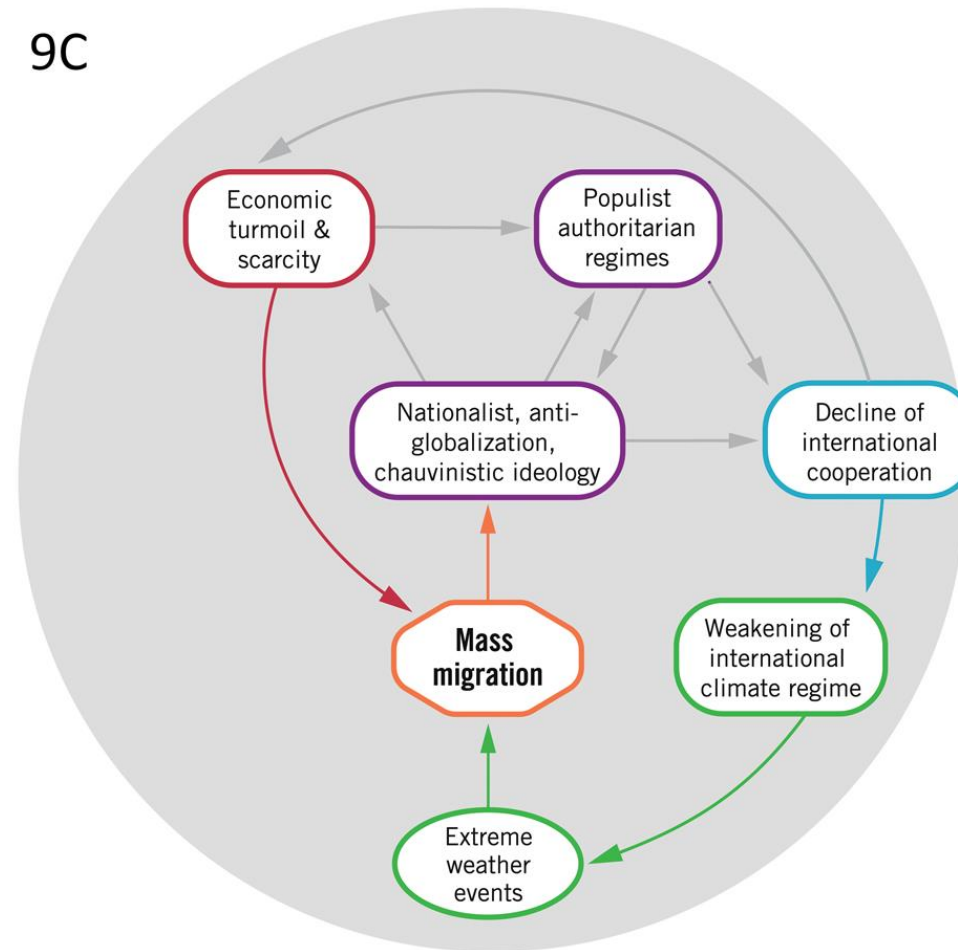 9C
Economic
turmoil &
scarcity
Populist
authoritarian
regimes
Nationalist, anti-
globalization,
chauvinistic ideology
Decline of
international
cooperation
Mass
migration
Weakening of
international
climate regime
Extreme
weather
events